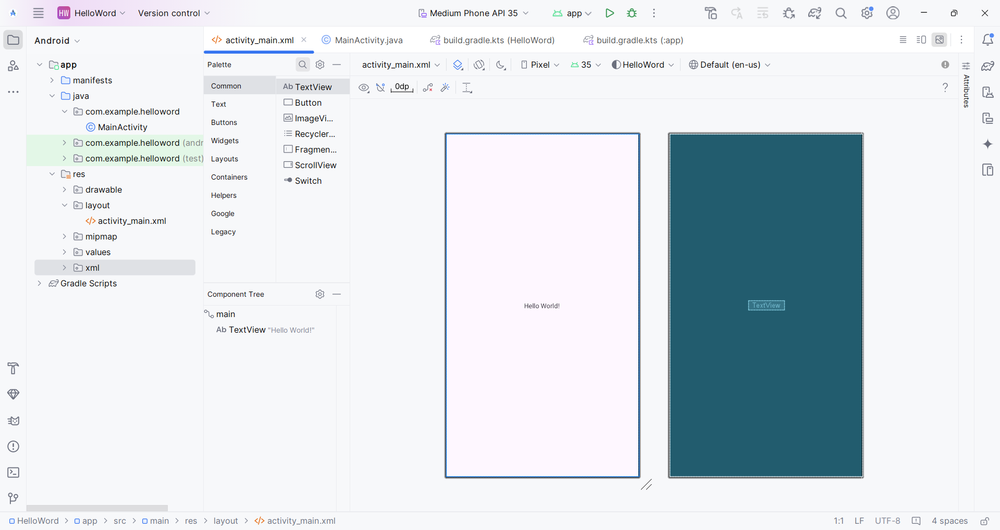 HW HelloWord Version control Medium Phone API 35 app
Android
activity_main.xml MainActivity.java build.gradle.kts (HelloWord) build.gradle.kts (:app)
app
manifests
java
com.example.helloword
MainActivity
com.example.helloword (andr
com.example.helloword (test)
res
drawable
layout
activity_main.xml
mipmap
values
xml
Gradle Scripts
Palette
Common
Text
Buttons
Widgets
Layouts
Containers
Helpers
Google
Legacy
Ab TextView
Button
ImageVi...
Recycler...
Fragmen...
ScrollView
Switch
Component Tree
main
Ab TextView "Hello World!"
activity_main.xml Pixel 35 HelloWord Default (en-us)
0dp
?
Attributes
Hello World!
TextView
HelloWord > app > src > main > res > layout > activity_main.xml
1:1 LF UTF-8 4 spaces